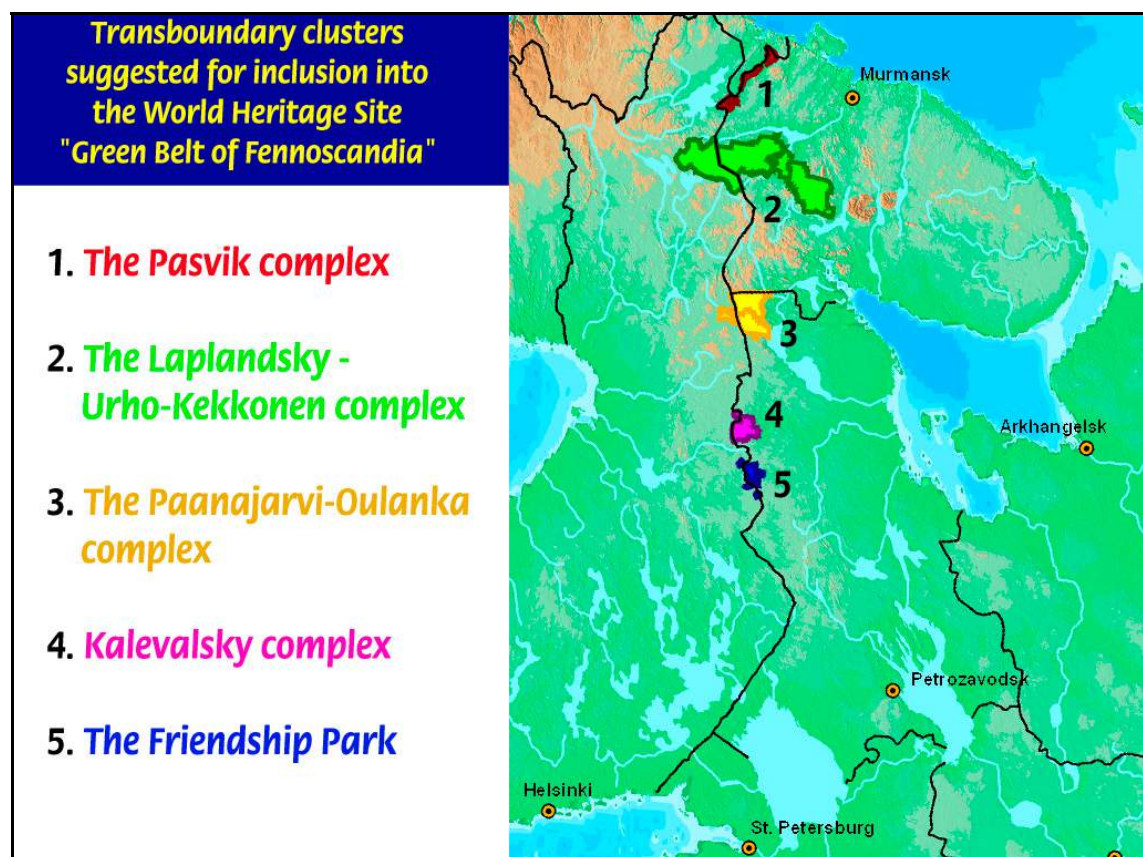 Transboundary clusters
suggested for inclusion into
the World Heritage Site
"Green Belt of Fennoscandia"
1. The Pasvik complex
2. The Laplandsky -
Urho-Kekkonen complex
3. The Paanajarvi-Oulanka
complex
4. Kalevalsky complex
5. The Friendship Park
Murmansk
1
2
3
4
Arkhangelsk
5
Petrozavodsk
Helsinki
St. Petersburg